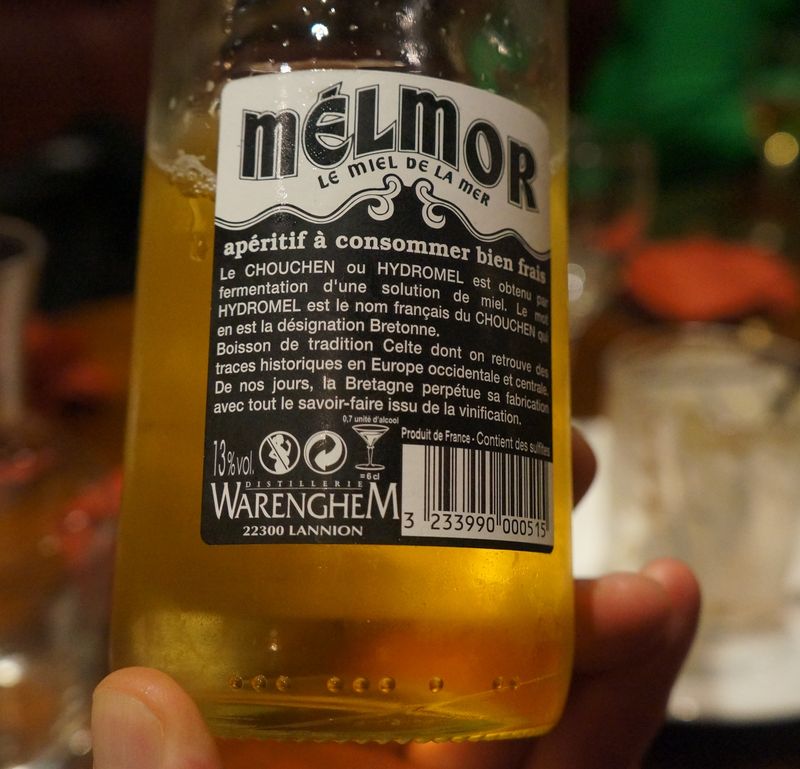 MÉLMOR
LE MIEL DE LA MER
apéritif à consommer bien frais
Le CHOUCHEN ou HYDROMEL est obtenu par
fermentation d'une solution de miel. Le mot
HYDROMEL est le nom français du CHOUCHEN qui
en est la désignation Bretonne.
Boisson de tradition Celte dont on retrouve des
traces historiques en Europe occidentale et centrale.
De nos jours, la Bretagne perpétue sa fabrication
avec tout le savoir-faire issu de la vinification.
0,7 unité d'alcool
Produit de France - Contient des sulfites
13%vol.
= 6 cl
DISTILLERIE
WARENGHEM
22300 LANNION
3 233990 000515